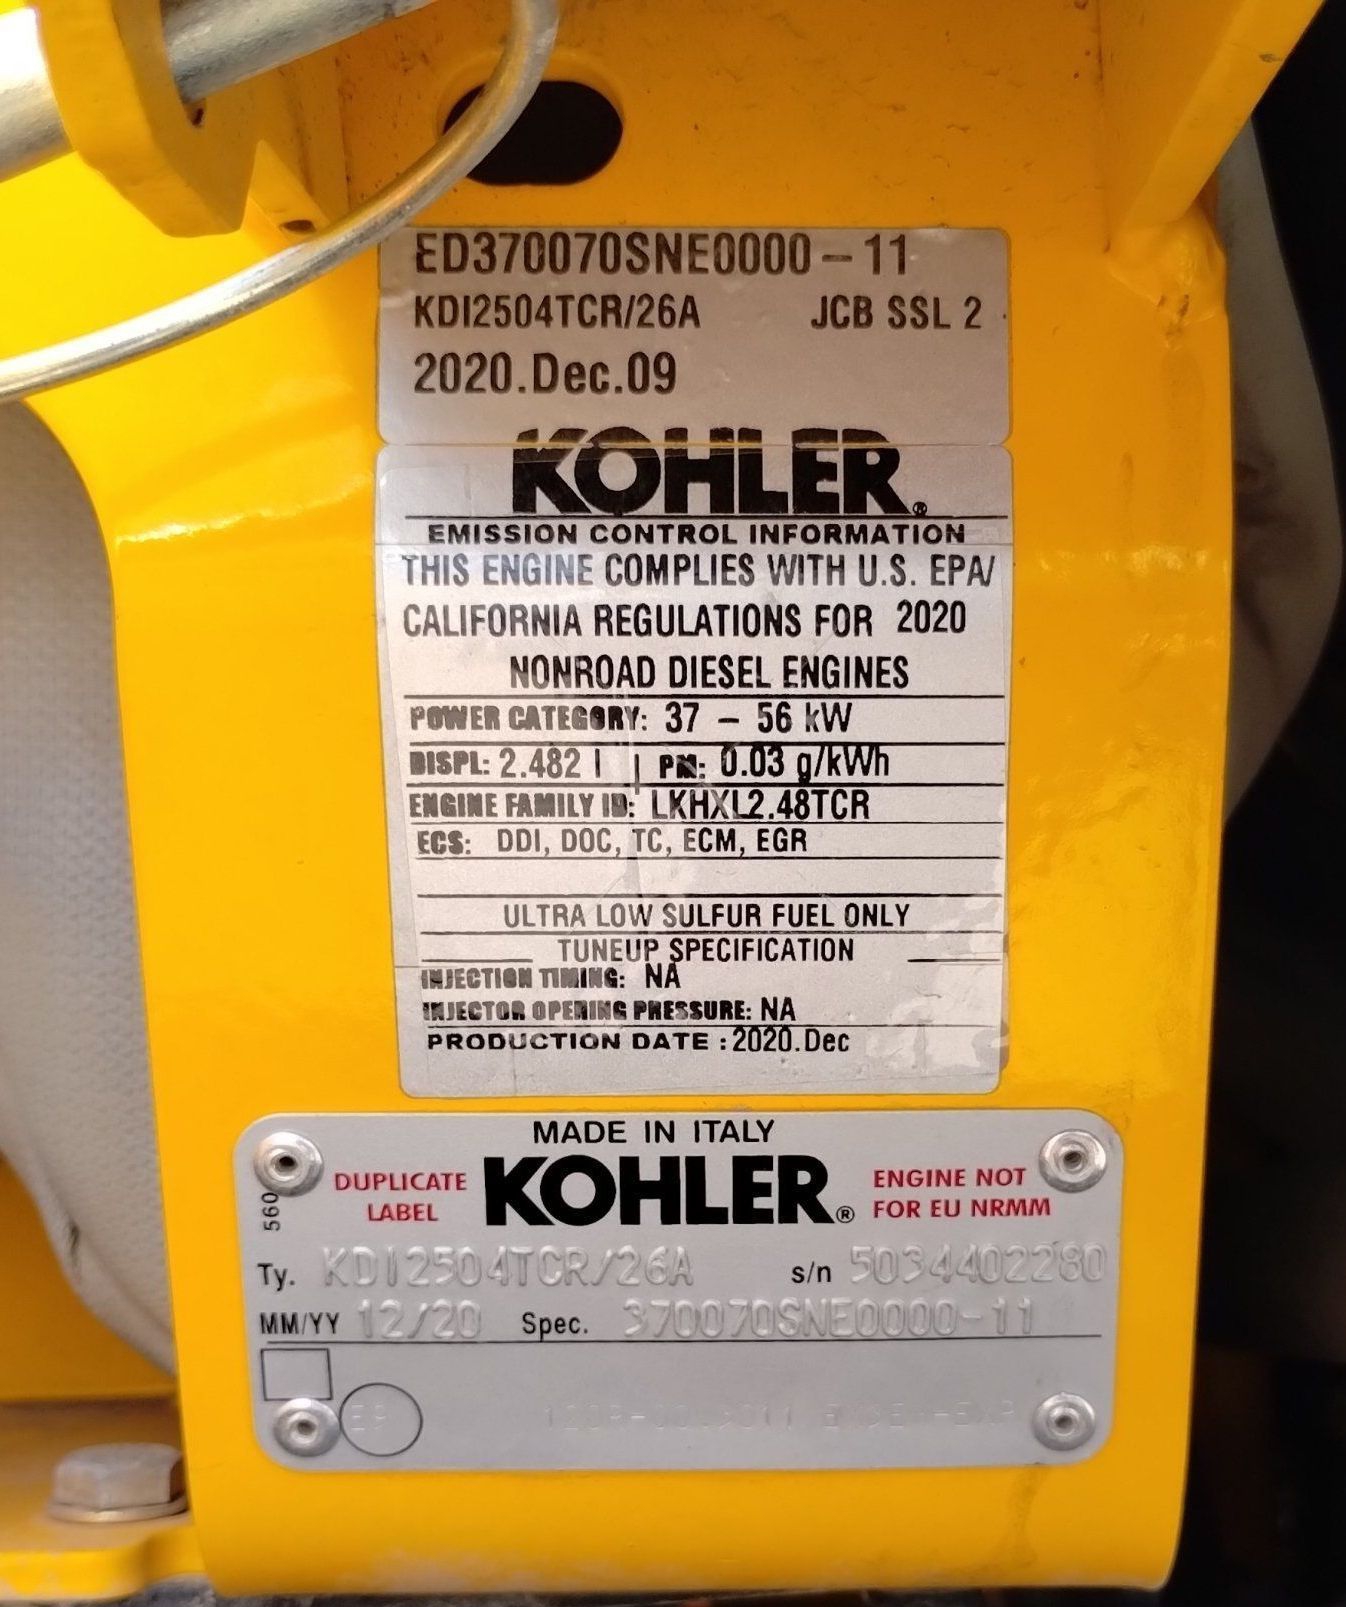 ED370070SNE0000-11
KDI2504TCR/26A JCB SSL 2
2020.Dec.09
KOHLER®
EMISSION CONTROL INFORMATION
THIS ENGINE COMPLIES WITH U.S. EPA/
CALIFORNIA REGULATIONS FOR 2020
NONROAD DIESEL ENGINES
POWER CATEGORY: 37 - 56 kW
DISPL: 2.482 l | PM: 0.03 g/kWh
ENGINE FAMILY ID: LKHXL2.48TCR
ECS: DDI, DOC, TC, ECM, EGR
ULTRA LOW SULFUR FUEL ONLY
TUNEUP SPECIFICATION
INJECTION TIMING: NA
INJECTOR OPENING PRESSURE: NA
PRODUCTION DATE : 2020.Dec
MADE IN ITALY
DUPLICATE LABEL
KOHLER®
ENGINE NOT
FOR EU NRMM
560
Ty. KDI2504TCR/26A s/n 5034402280
MM/YY 12/20 Spec. 370070SNE0000-11